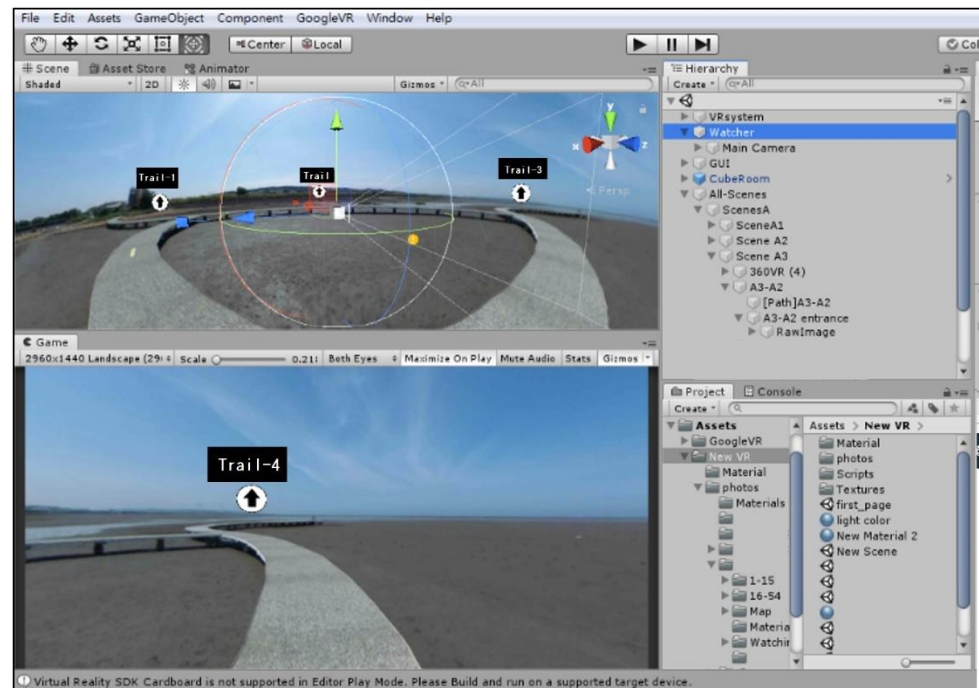 File Edit Assets GameObject Component GoogleVR Window Help
Center Local
Scene Asset Store Animator
Shaded 2D Gizmos All
y
x z
Persp
Trail-1
Trail
Trail-3
Game
2960x1440 Landscape (29: Scale 0.21: Both Eyes Maximize On Play Mute Audio Stats Gizmos
Trail-4
Hierarchy
Create All
VRsystem
Watcher
Main Camera
GUI
CubeRoom
All-Scenes
ScenesA
SceneA1
Scene A2
Scene A3
360VR (4)
A3-A2
[Path]A3-A2
A3-A2 entrance
RawImage
Project Console
Create
Assets
GoogleVR
New VR
Material
photos
Materials
1-15
16-54
Map
Materia
Watchin
Assets > New VR >
Material
photos
Scripts
Textures
first_page
light color
New Material 2
New Scene
Virtual Reality SDK Cardboard is not supported in Editor Play Mode. Please Build and run on a supported target device.